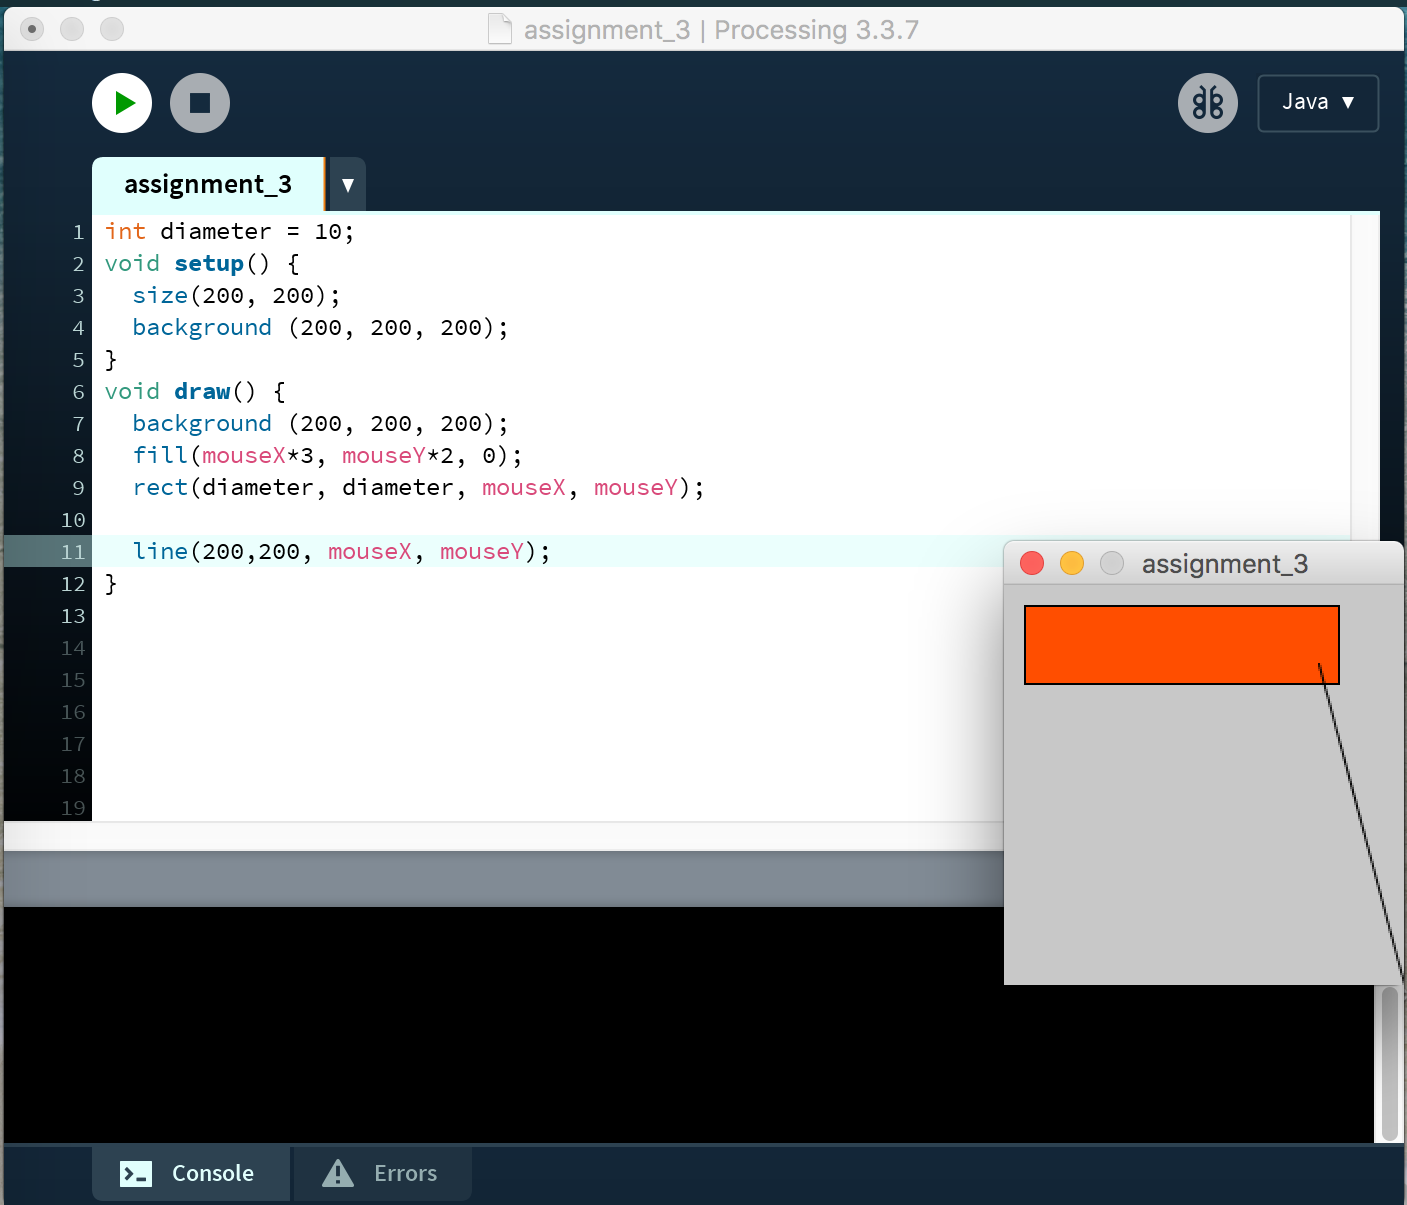 assignment_3 | Processing 3.3.7
Java ▼
assignment_3 ▼
1 int diameter = 10;
2 void setup() {
3 size(200, 200);
4 background (200, 200, 200);
5 }
6 void draw() {
7 background (200, 200, 200);
8 fill(mouseX*3, mouseY*2, 0);
9 rect(diameter, diameter, mouseX, mouseY);
10
11 line(200,200, mouseX, mouseY);
12 }
13
14
15
16
17
18
19
assignment_3
Console Errors